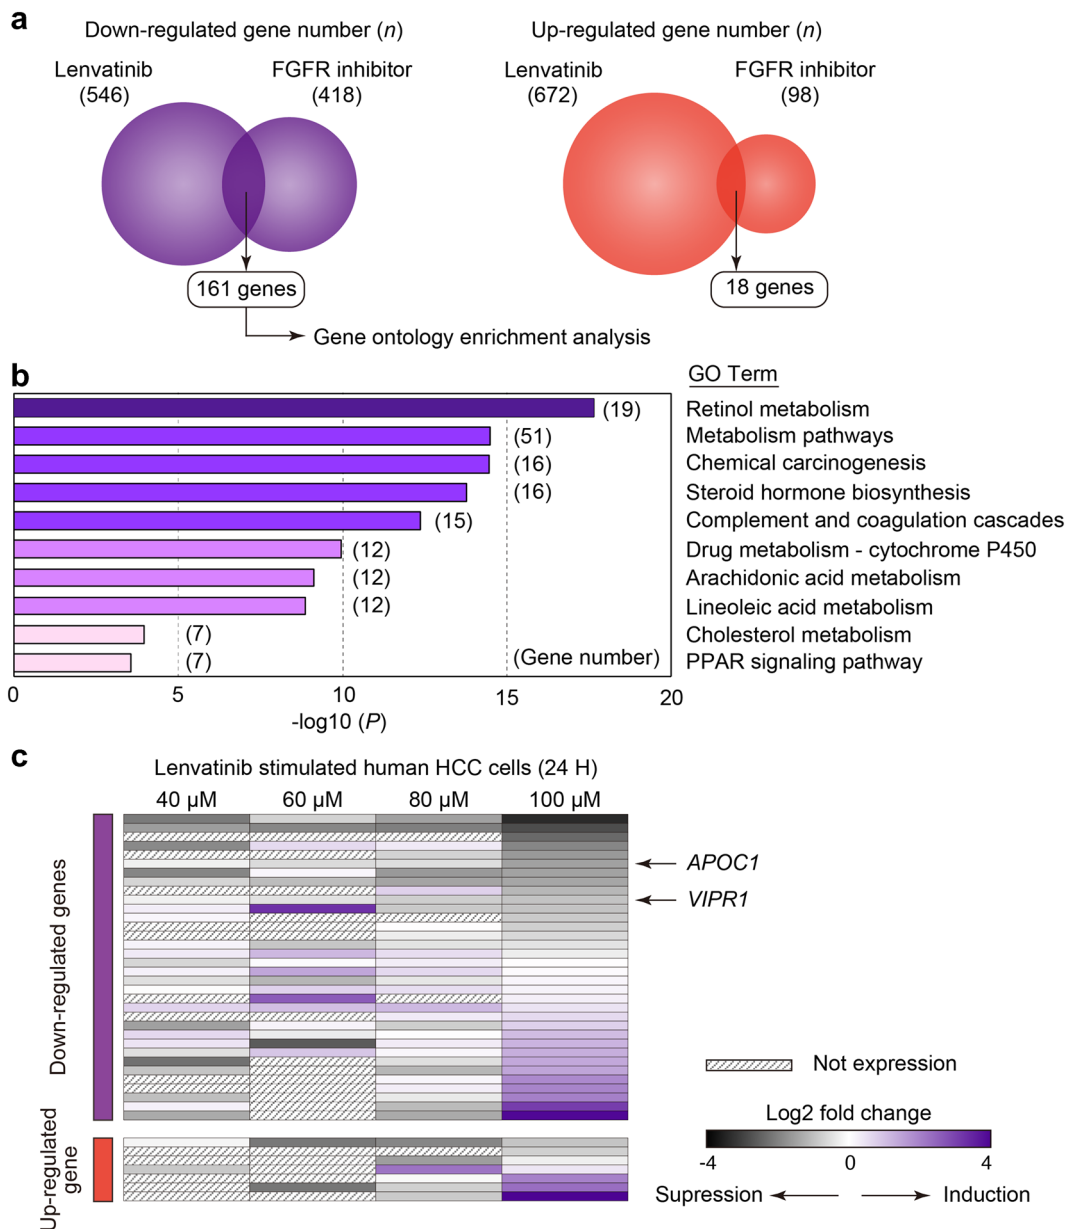 a
Down-regulated gene number (n)
Up-regulated gene number (n)
Lenvatinib
(546)
FGFR inhibitor
(418)
Lenvatinib
(672)
FGFR inhibitor
(98)
161 genes
18 genes
Gene ontology enrichment analysis
b
GO Term
(19)
Retinol metabolism
(51)
Metabolism pathways
(16)
Chemical carcinogenesis
(16)
Steroid hormone biosynthesis
(15)
Complement and coagulation cascades
(12)
Drug metabolism - cytochrome P450
(12)
Arachidonic acid metabolism
(12)
Lineoleic acid metabolism
(7)
Cholesterol metabolism
(7)
PPAR signaling pathway
(Gene number)
0 5 10 15 20
-log10 (P)
c
Lenvatinib stimulated human HCC cells (24 H)
40 μM 60 μM 80 μM 100 μM
Down-regulated genes
APOC1
VIPR1
Up-regulated
gene
Not expression
Log2 fold change
-4 0 4
Supression
Induction